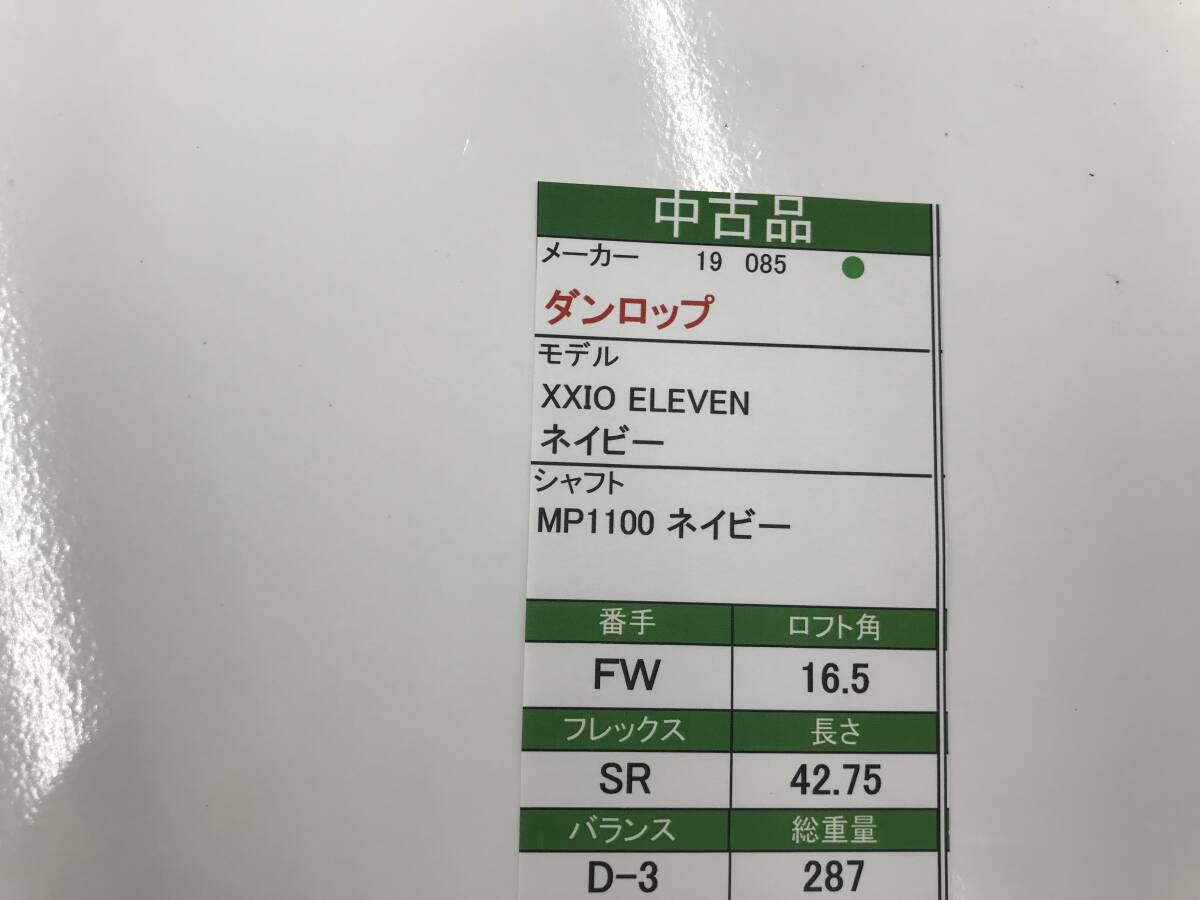 中古品
メーカー 19 085
ダンロップ
モデル
XXIO ELEVEN
ネイビー
シャフト
MP1100 ネイビー
番手 ロフト角
FW 16.5
フレックス 長さ
SR 42.75
バランス 総重量
D-3 287